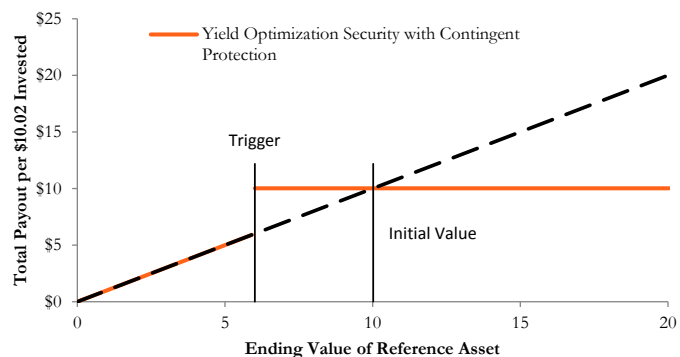 $25
Yield Optimization Security with Contingent
Protection
$20
Total Payout per $10.02 Invested
$15
Trigger
$10
Initial Value
$5
$0
0 5 10 15 20
Ending Value of Reference Asset